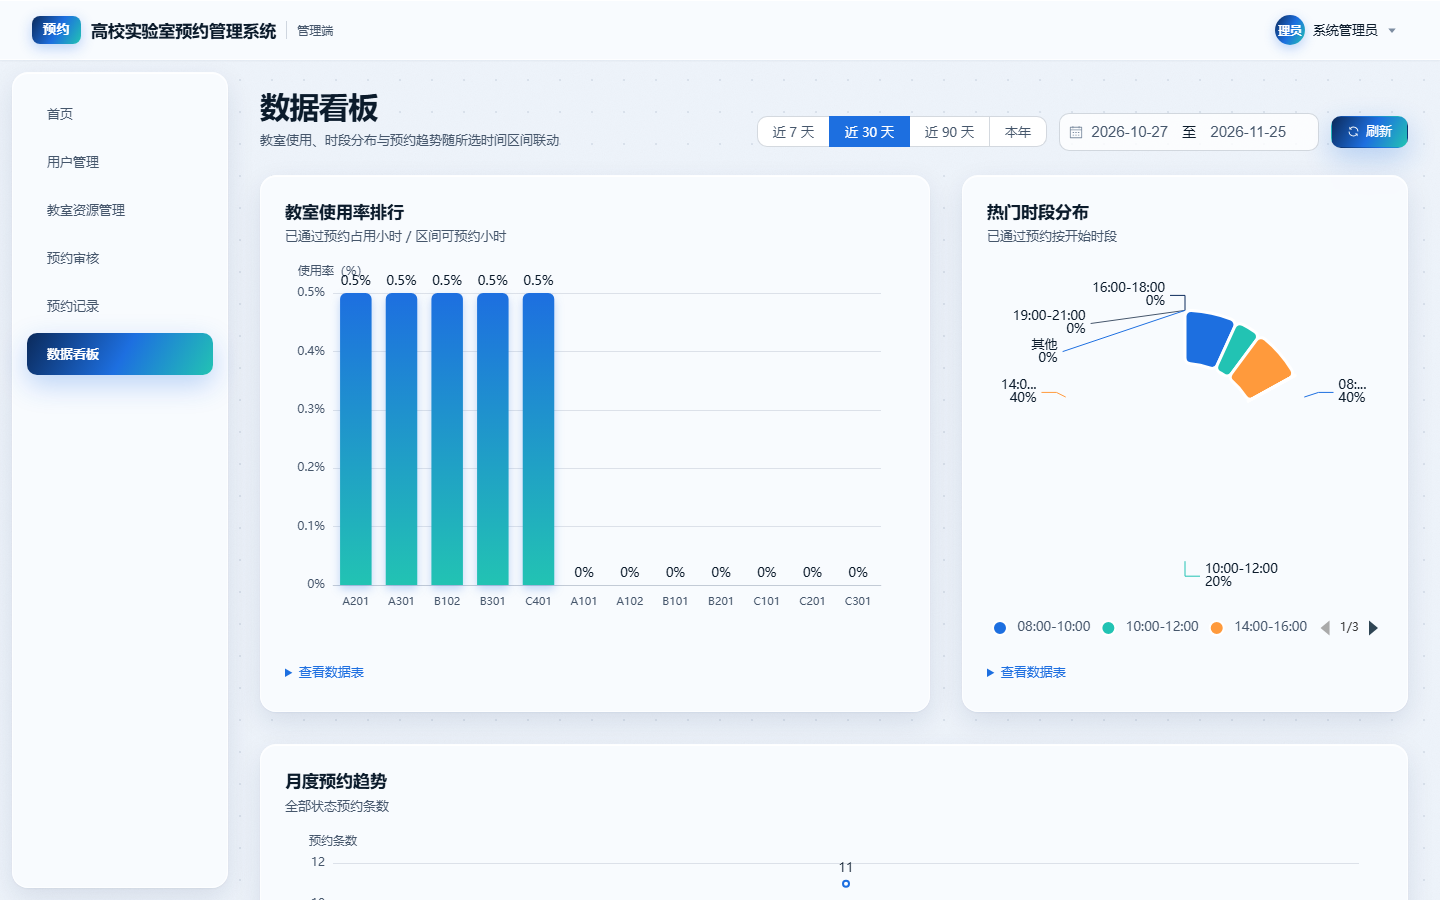 预约 高校实验室预约管理系统 管理端
理员 系统管理员
首页
用户管理
教室资源管理
预约审核
预约记录
数据看板
数据看板
教室使用、时段分布与预约趋势随所选时间区间联动
近 7 天 近 30 天 近 90 天 本年
2026-10-27 至 2026-11-25
刷新
教室使用率排行
已通过预约占用小时 / 区间可预约小时
使用率（%）
0.5% 0.5% 0.5% 0.5% 0.5%
0.5%
0.4%
0.3%
0.2%
0.1%
0% 0% 0% 0% 0% 0% 0%
0%
A201 A301 B102 B301 C401 A101 A102 B101 B201 C101 C201 C301
查看数据表
热门时段分布
已通过预约按开始时段
16:00-18:00
0%
19:00-21:00
0%
其他
0%
14:0...
40%
08:...
40%
10:00-12:00
20%
08:00-10:00 10:00-12:00 14:00-16:00 1/3
查看数据表
月度预约趋势
全部状态预约条数
预约条数
12
11